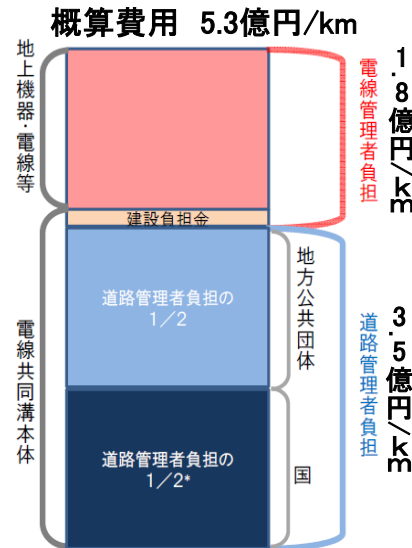 概算費用 5.3億円/km
地上機器・電線等
電線管理者負担
1.8億円/km
建設負担金
電線共同溝本体
道路管理者負担の
1/2
地方公共団体
道路管理者負担
3.5億円/km
道路管理者負担の
1/2*
国